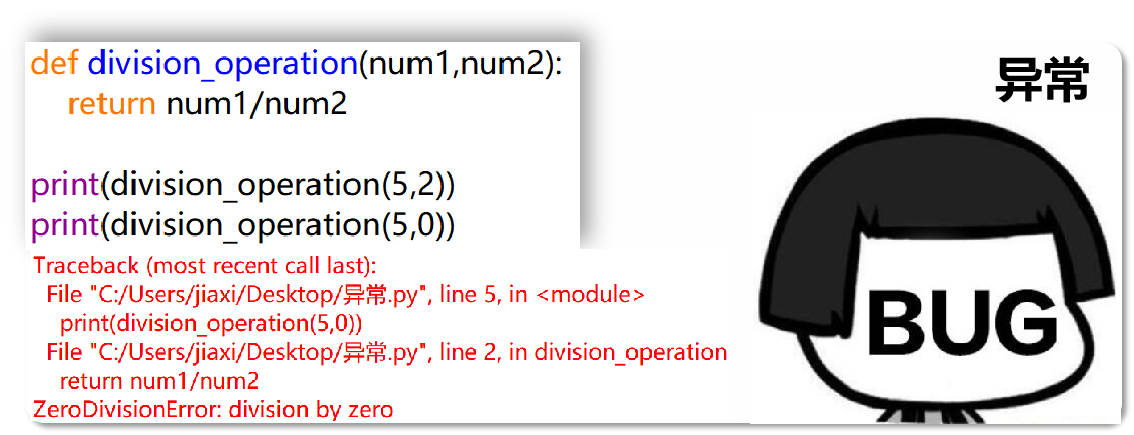 def division_operation(num1,num2):
    return num1/num2
print(division_operation(5,2))
print(division_operation(5,0))
Traceback (most recent call last):
  File "C:/Users/jiaxi/Desktop/异常.py", line 5, in <module>
    print(division_operation(5,0))
  File "C:/Users/jiaxi/Desktop/异常.py", line 2, in division_operation
    return num1/num2
ZeroDivisionError: division by zero
异常
BUG